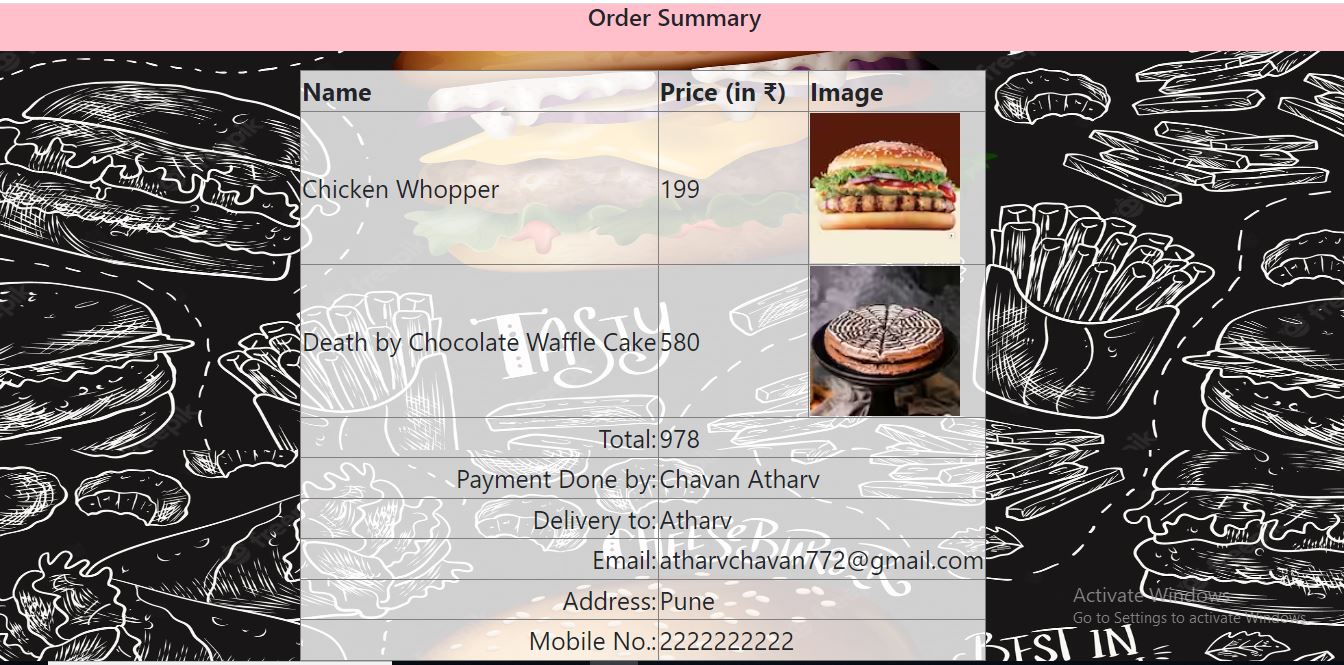 Order Summary
Name Price (in ₹) Image
Chicken Whopper 199
Death by Chocolate Waffle Cake 580
TASTY
Total: 978
Payment Done by: Chavan Atharv
Delivery to: Atharv
CHEESEBUR
Email: atharvchavan772@gmail.com
Address: Pune
Activate Windows
Go to Settings to activate Windows.
Mobile No.: 2222222222
BEST IN